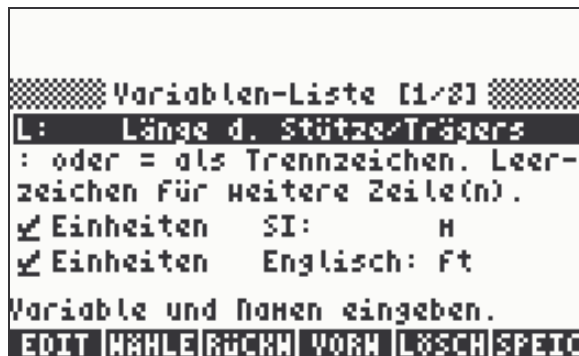 Variablen-Liste [1/8]
L: Länge d. Stütze/Trägers
: oder = als Trennzeichen. Leer-
zeichen für weitere Zeile(n).
Einheiten SI: m
Einheiten Englisch: ft
Variable und Namen eingeben.
EDIT WÄHLE RÜCKW VORW LÖSCH SPEIC